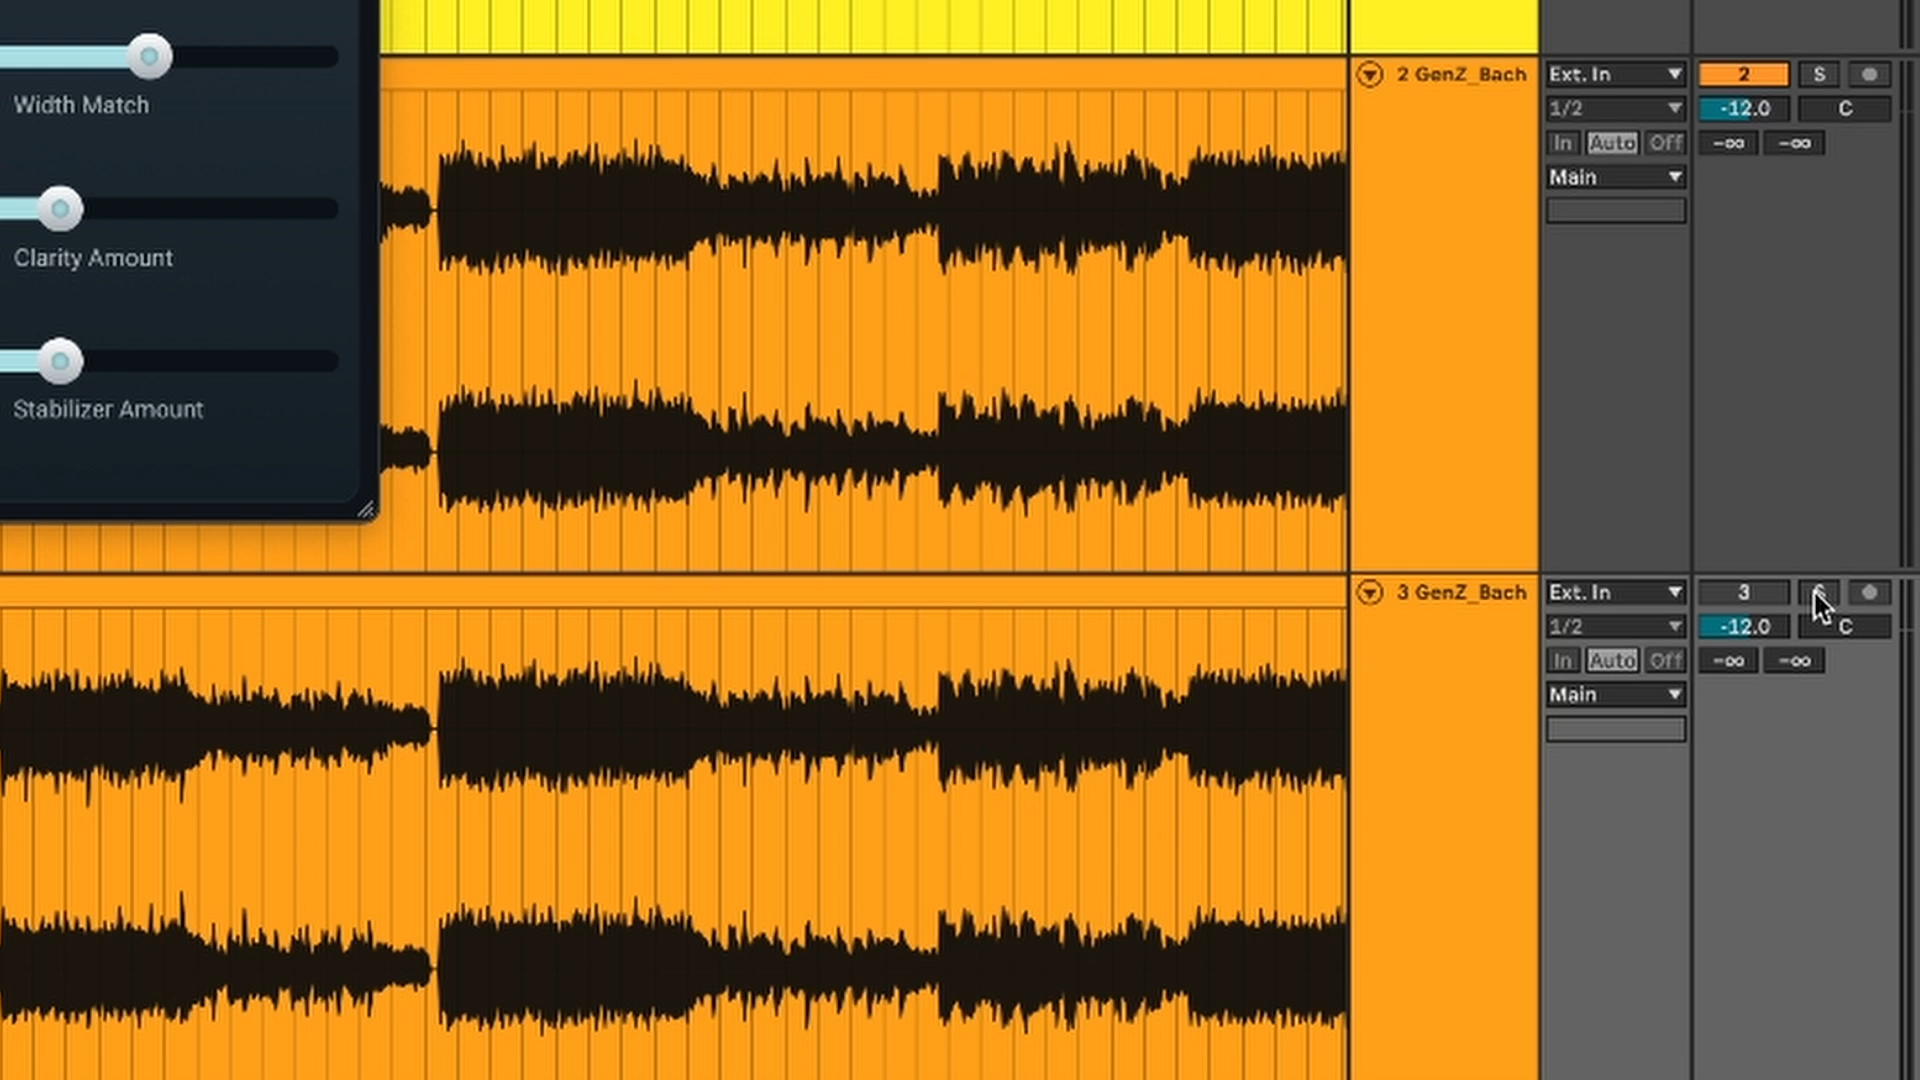 Width Match
Clarity Amount
Stabilizer Amount
2 GenZ_Bach
Ext. In
1/2
In Auto Off
Main
2 S
-12.0 C
-∞ -∞
3 GenZ_Bach
Ext. In
1/2
In Auto Off
Main
3
-12.0 C
-∞ -∞